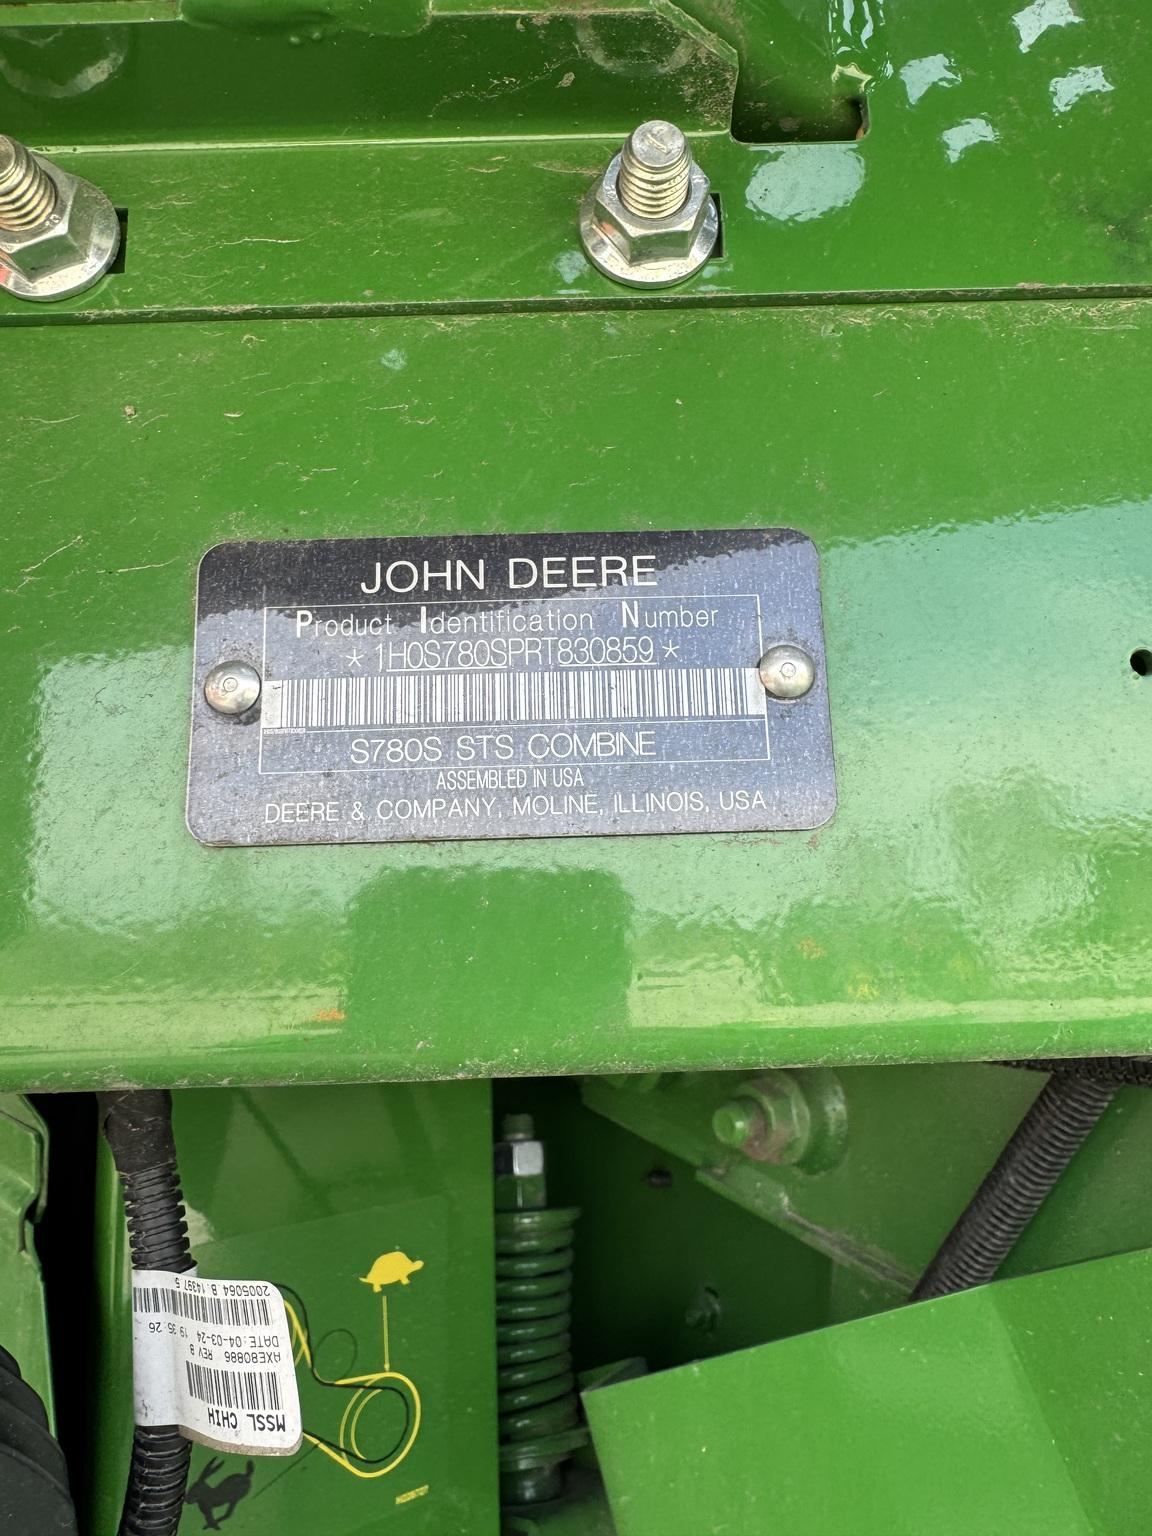 JOHN DEERE
Product Identification Number
* 1H0S780SPRT830859 *
S780S STS COMBINE
ASSEMBLED IN USA
DEERE & COMPANY, MOLINE, ILLINOIS, USA
MSSL CHIH
AXE80886 REV B
DATE: 04-03-24 19:35:26
2005064 B 14397 5